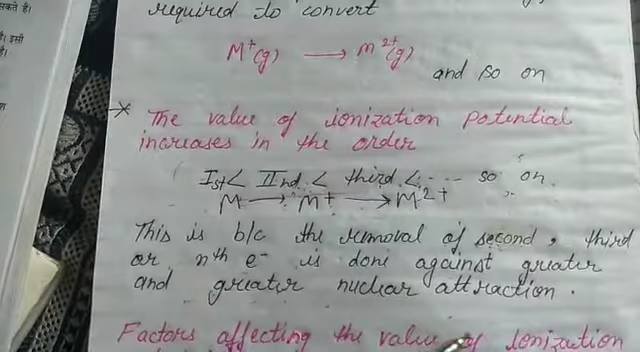 सकते हैं।
है। इसी
है।
required to convert
M⁺(g) ⟶ m²⁺(g)
and so on
* The value of ionization potential
increases in the order
Ist < IInd < third < ---- so on.
M ⟶ M⁺ ⟶ M2+
This is b/c the removal of second, third
or nth e⁻ is done against greater
and greater nuclear attraction.
Factors affecting the value of Ionization